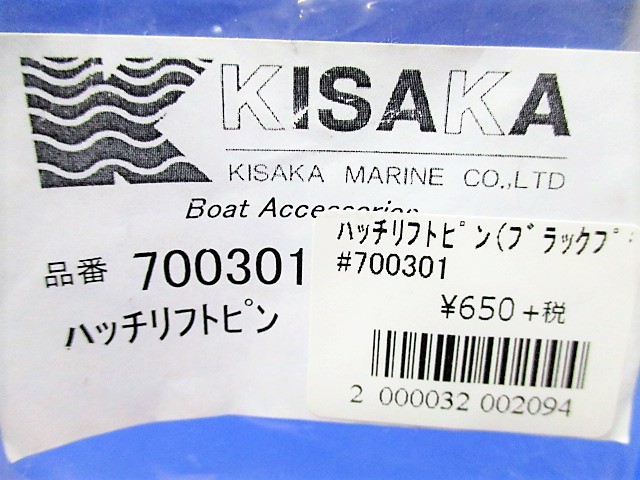 KISAKA
KISAKA MARINE CO.,LTD
Boat Accessories
品番 700301
ハッチリフトピン
ﾊｯﾁﾘﾌﾄﾋﾟﾝ(ﾌﾞﾗｯｸﾌﾟ
#700301
¥650+税
2 000032 002094